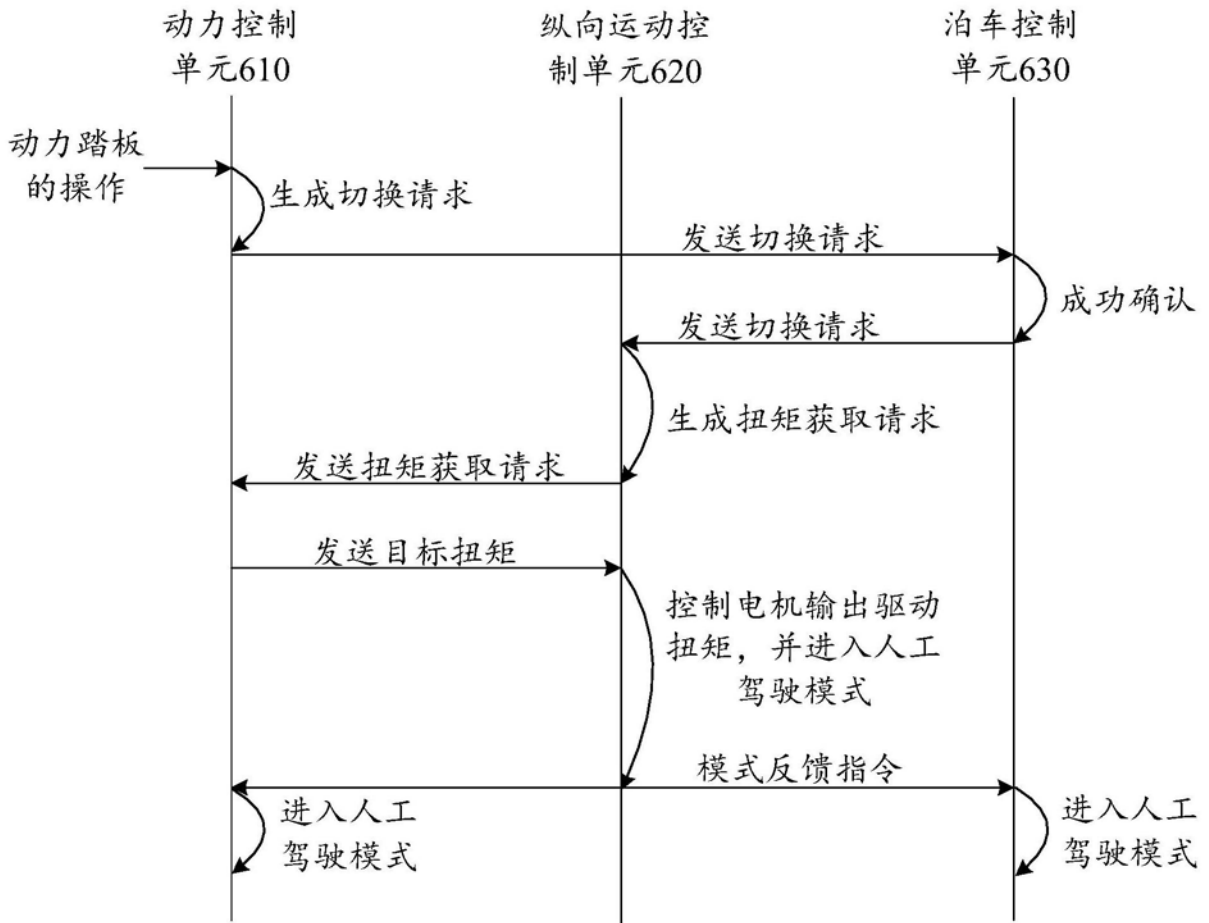 动力控制
单元610
纵向运动控
制单元620
泊车控制
单元630
动力踏板
的操作
生成切换请求
发送切换请求
成功确认
发送切换请求
生成扭矩获取请求
发送扭矩获取请求
发送目标扭矩
控制电机输出驱动
扭矩，并进入人工
驾驶模式
模式反馈指令
进入人工
驾驶模式
进入人工
驾驶模式